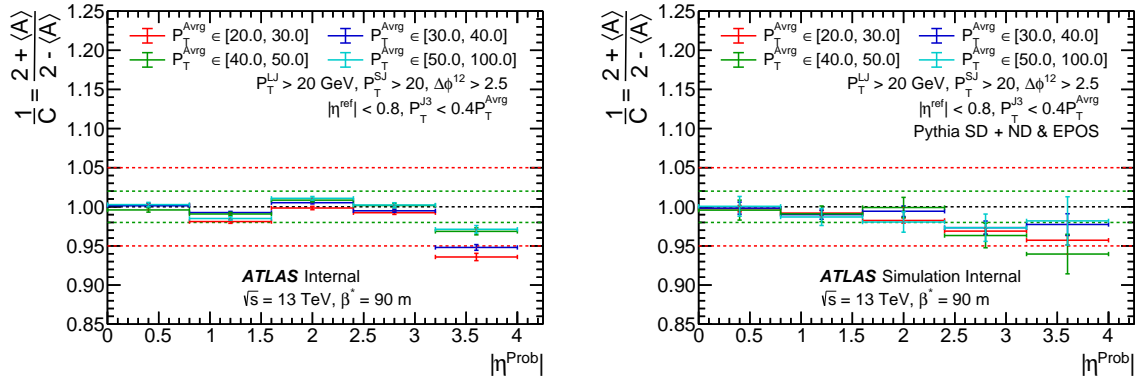 1/C = (2 + ⟨A⟩)/(2 - ⟨A⟩)
1.25
1.20
1.15
1.10
1.05
1.00
0.95
0.90
0.85
P_T^Avrg ∈ [20.0, 30.0] P_T^Avrg ∈ [30.0, 40.0]
P_T^Avrg ∈ [40.0, 50.0] P_T^Avrg ∈ [50.0, 100.0]
P_T^LJ > 20 GeV, P_T^SJ > 20, Δϕ^12 > 2.5
|η^ref| < 0.8, P_T^J3 < 0.4P_T^Avrg
ATLAS Internal
√s = 13 TeV, β* = 90 m
0 0.5 1 1.5 2 2.5 3 3.5 4
|η^Prob|
1/C = (2 + ⟨A⟩)/(2 - ⟨A⟩)
1.25
1.20
1.15
1.10
1.05
1.00
0.95
0.90
0.85
P_T^Avrg ∈ [20.0, 30.0] P_T^Avrg ∈ [30.0, 40.0]
P_T^Avrg ∈ [40.0, 50.0] P_T^Avrg ∈ [50.0, 100.0]
P_T^LJ > 20 GeV, P_T^SJ > 20, Δϕ^12 > 2.5
|η^ref| < 0.8, P_T^J3 < 0.4P_T^Avrg
Pythia SD + ND & EPOS
ATLAS Simulation Internal
√s = 13 TeV, β* = 90 m
0 0.5 1 1.5 2 2.5 3 3.5 4
|η^Prob|